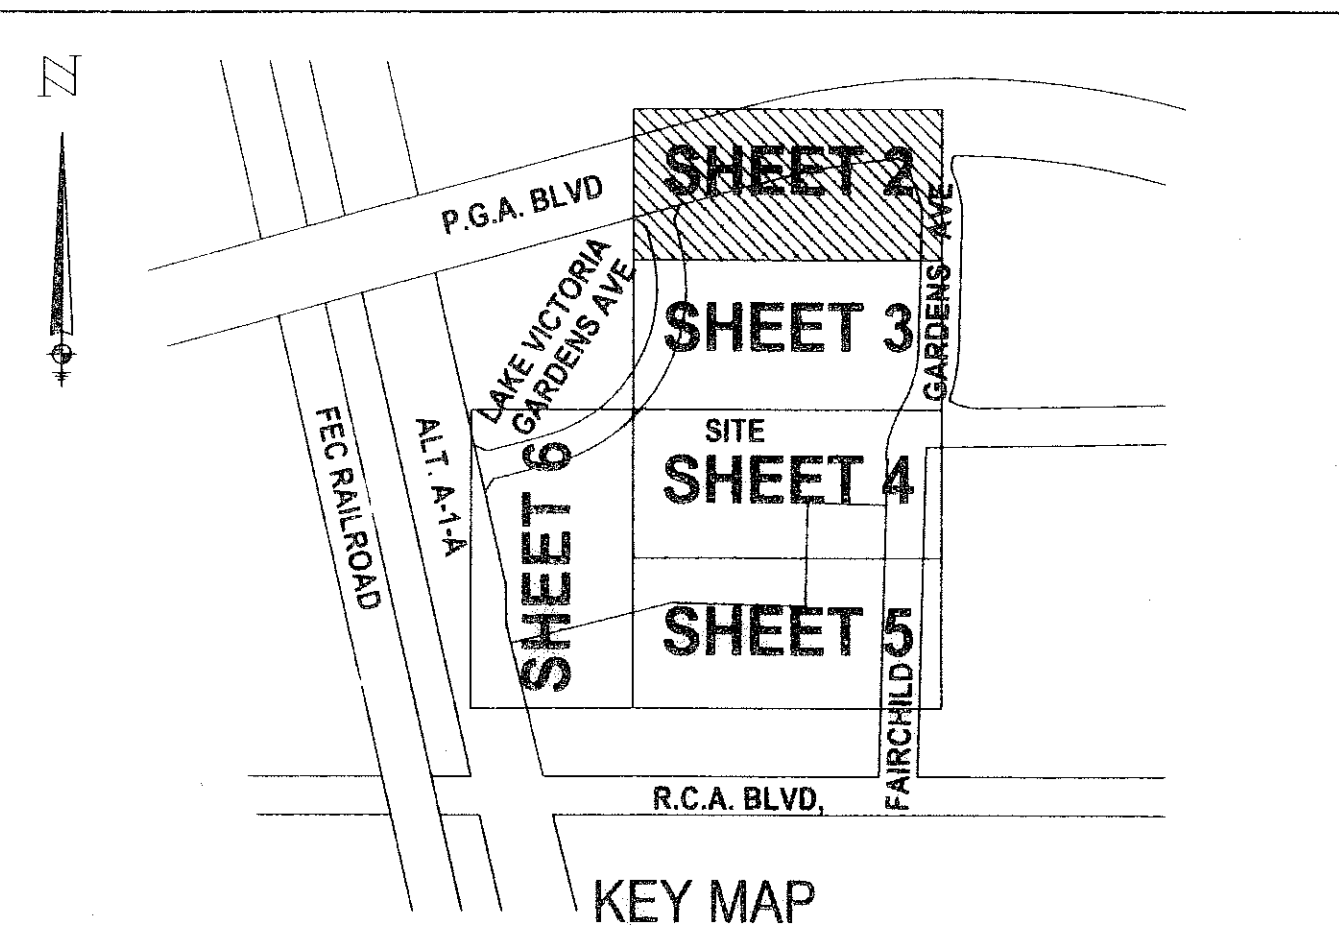 N
SHEET 2
P.G.A. BLVD
LAKE VICTORIA
GARDENS AVE
SHEET 3
GARDENS AVE
FEC RAILROAD
ALT. A-1-A
SITE
SHEET 4
SHEET 6
SHEET 5
FAIRCHILD
R.C.A. BLVD,
KEY MAP